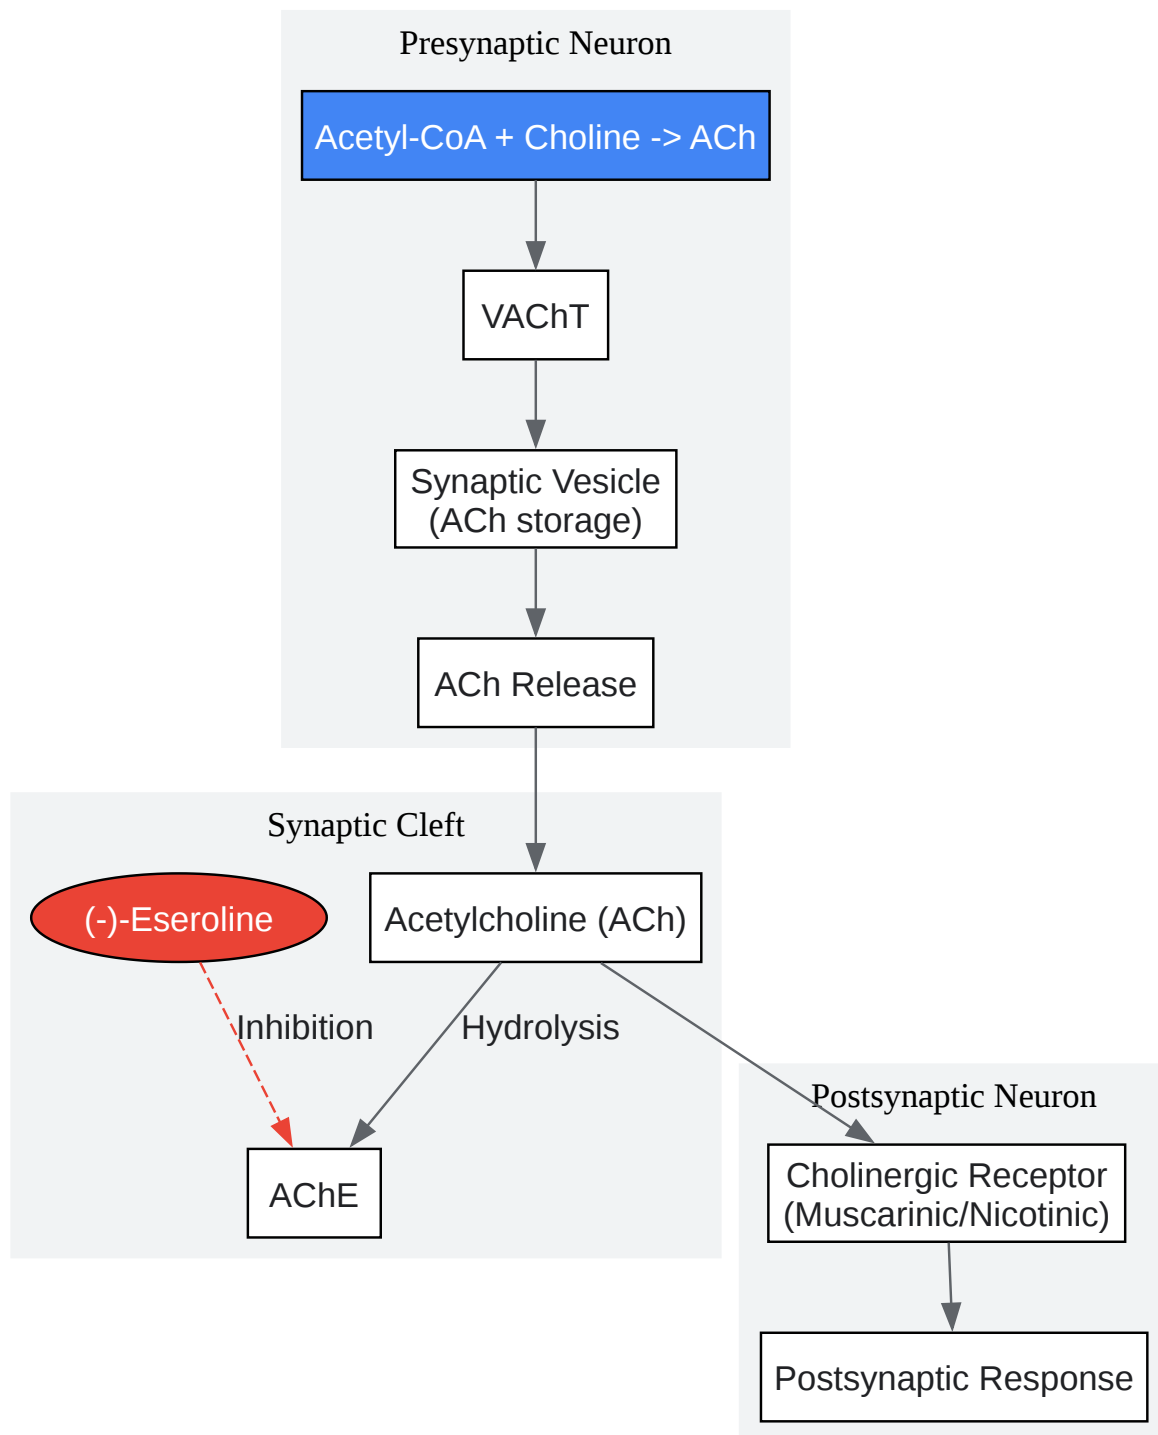 Presynaptic Neuron
Acetyl-CoA + Choline -> ACh
VAChT
Synaptic Vesicle
(ACh storage)
ACh Release
Synaptic Cleft
(-)-Eseroline
Acetylcholine (ACh)
Inhibition
Hydrolysis
AChE
Postsynaptic Neuron
Cholinergic Receptor
(Muscarinic/Nicotinic)
Postsynaptic Response